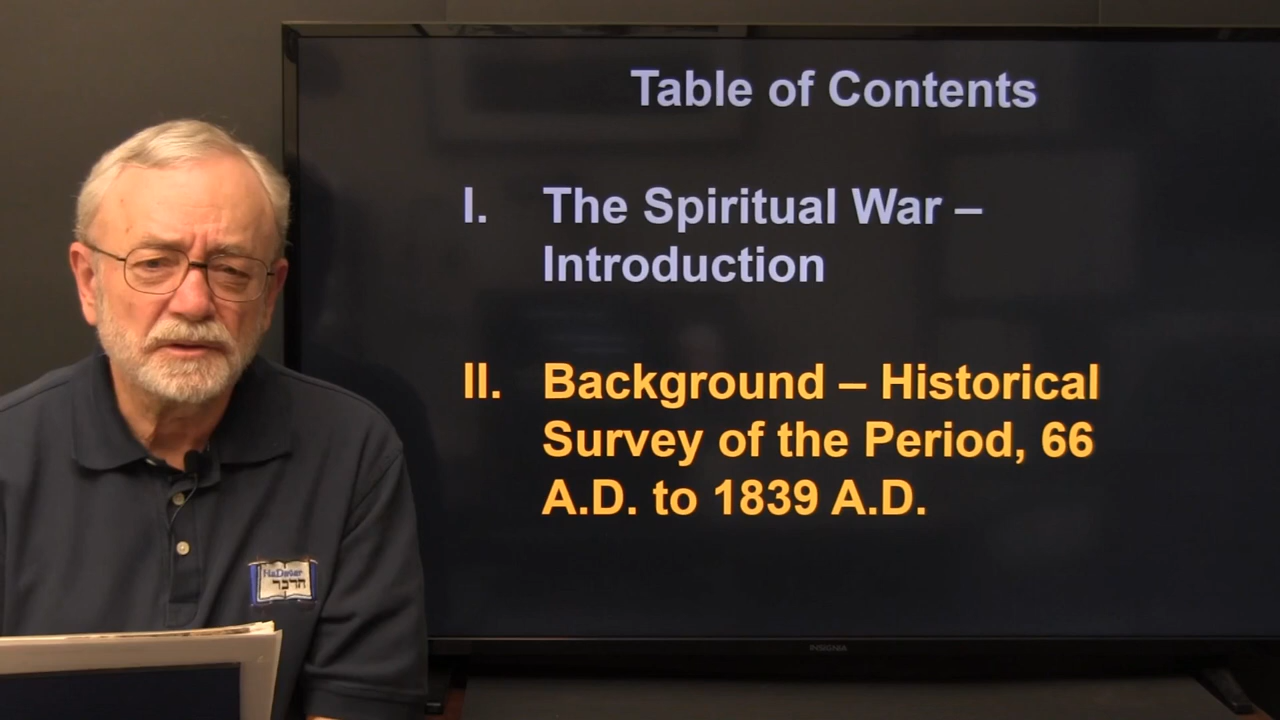 Table of Contents
I. The Spiritual War –
Introduction
II. Background – Historical
Survey of the Period, 66
A.D. to 1839 A.D.
HaDavar
הדבר
INSIGNIA